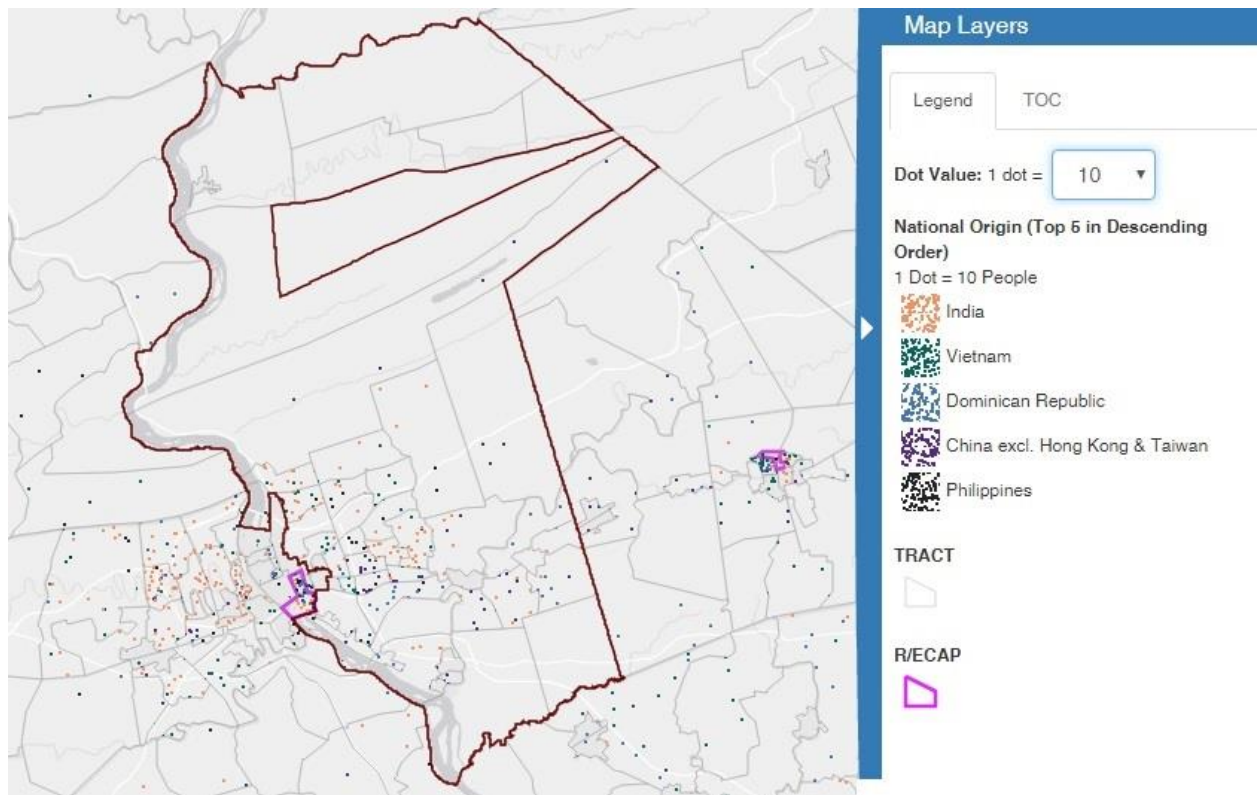 Map Layers
Legend
TOC
Dot Value: 1 dot =
10
National Origin (Top 5 in Descending
Order)
1 Dot = 10 People
India
Vietnam
Dominican Republic
China excl. Hong Kong & Taiwan
Philippines
TRACT
R/ECAP